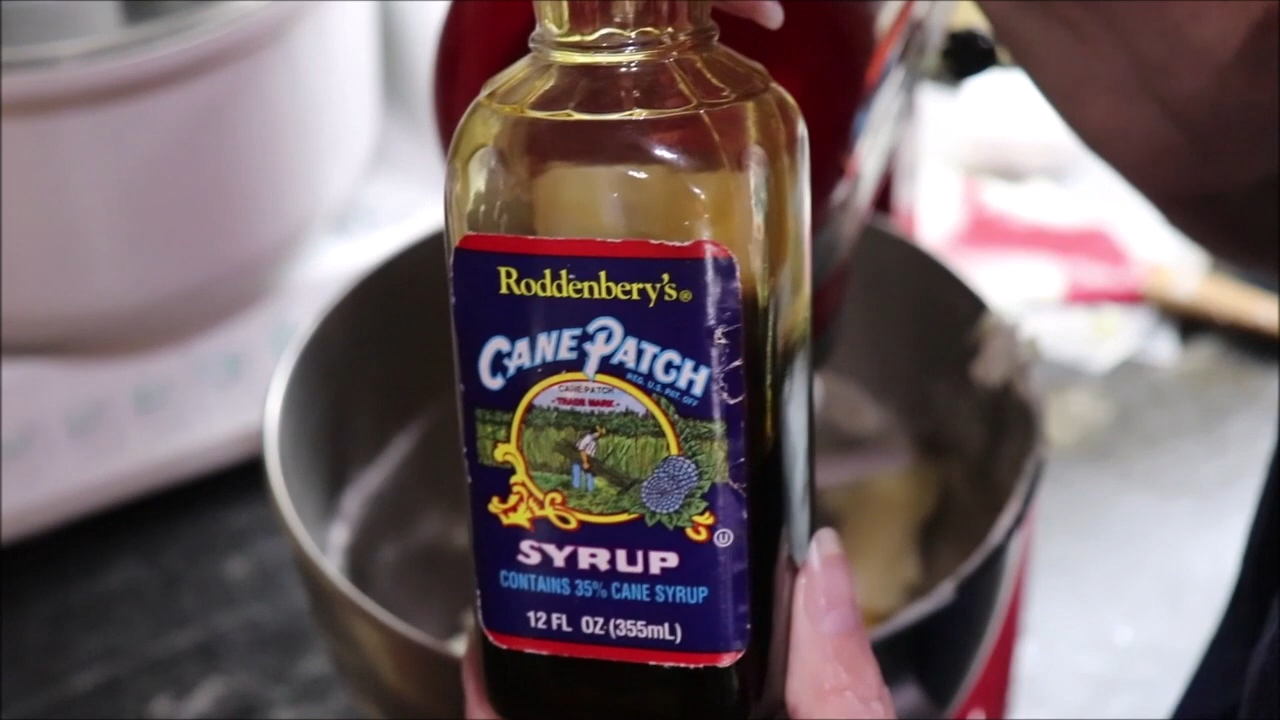 Roddenbery's®
CANE PATCH
REG. U.S. PAT. OFF
CANE PATCH
- TRADE MARK -
U
SYRUP
CONTAINS 35% CANE SYRUP
12 FL OZ (355mL)